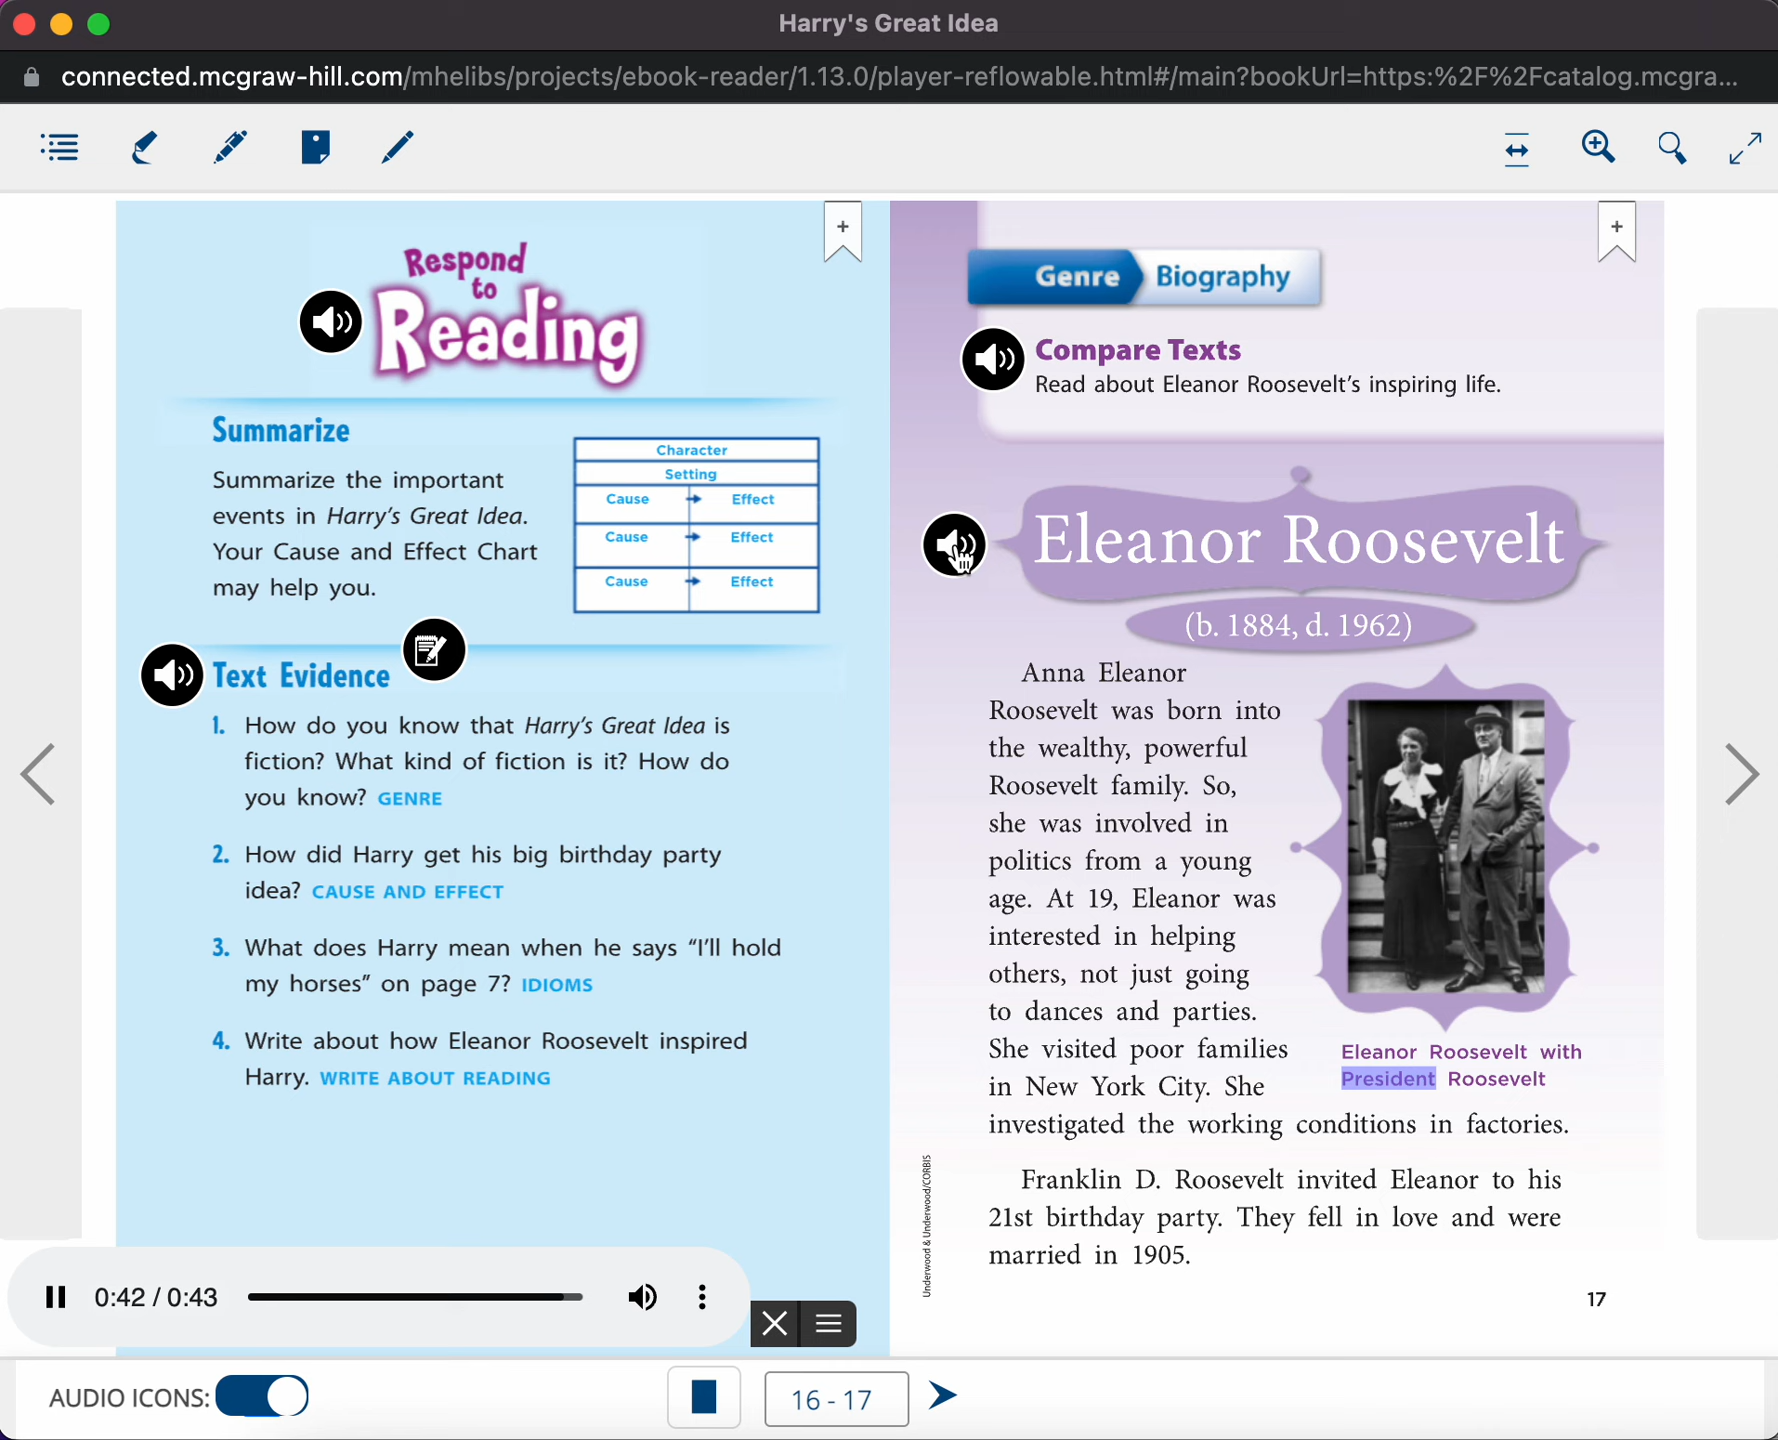 Harry's Great Idea
connected.mcgraw-hill.com/mhelibs/projects/ebook-reader/1.13.0/player-reflowable.html#/main?bookUrl=https:%2F%2Fcatalog.mcgra...
Respond
to
Reading
Summarize
Summarize the important
events in Harry’s Great Idea.
Your Cause and Effect Chart
may help you.
Character
Setting
Cause → Effect
Cause → Effect
Cause → Effect
Text Evidence
1. How do you know that Harry’s Great Idea is
fiction? What kind of fiction is it? How do
you know? GENRE
2. How did Harry get his big birthday party
idea? CAUSE AND EFFECT
3. What does Harry mean when he says “I’ll hold
my horses” on page 7? IDIOMS
4. Write about how Eleanor Roosevelt inspired
Harry. WRITE ABOUT READING
Genre Biography
Compare Texts
Read about Eleanor Roosevelt’s inspiring life.
Eleanor Roosevelt
(b. 1884, d. 1962)
Anna Eleanor
Roosevelt was born into
the wealthy, powerful
Roosevelt family. So,
she was involved in
politics from a young
age. At 19, Eleanor was
interested in helping
others, not just going
to dances and parties.
She visited poor families
in New York City. She
investigated the working conditions in factories.
Eleanor Roosevelt with
President Roosevelt
Franklin D. Roosevelt invited Eleanor to his
21st birthday party. They fell in love and were
married in 1905.
Underwood & Underwood/CORBIS
17
0:42 / 0:43
AUDIO ICONS:
16 - 17